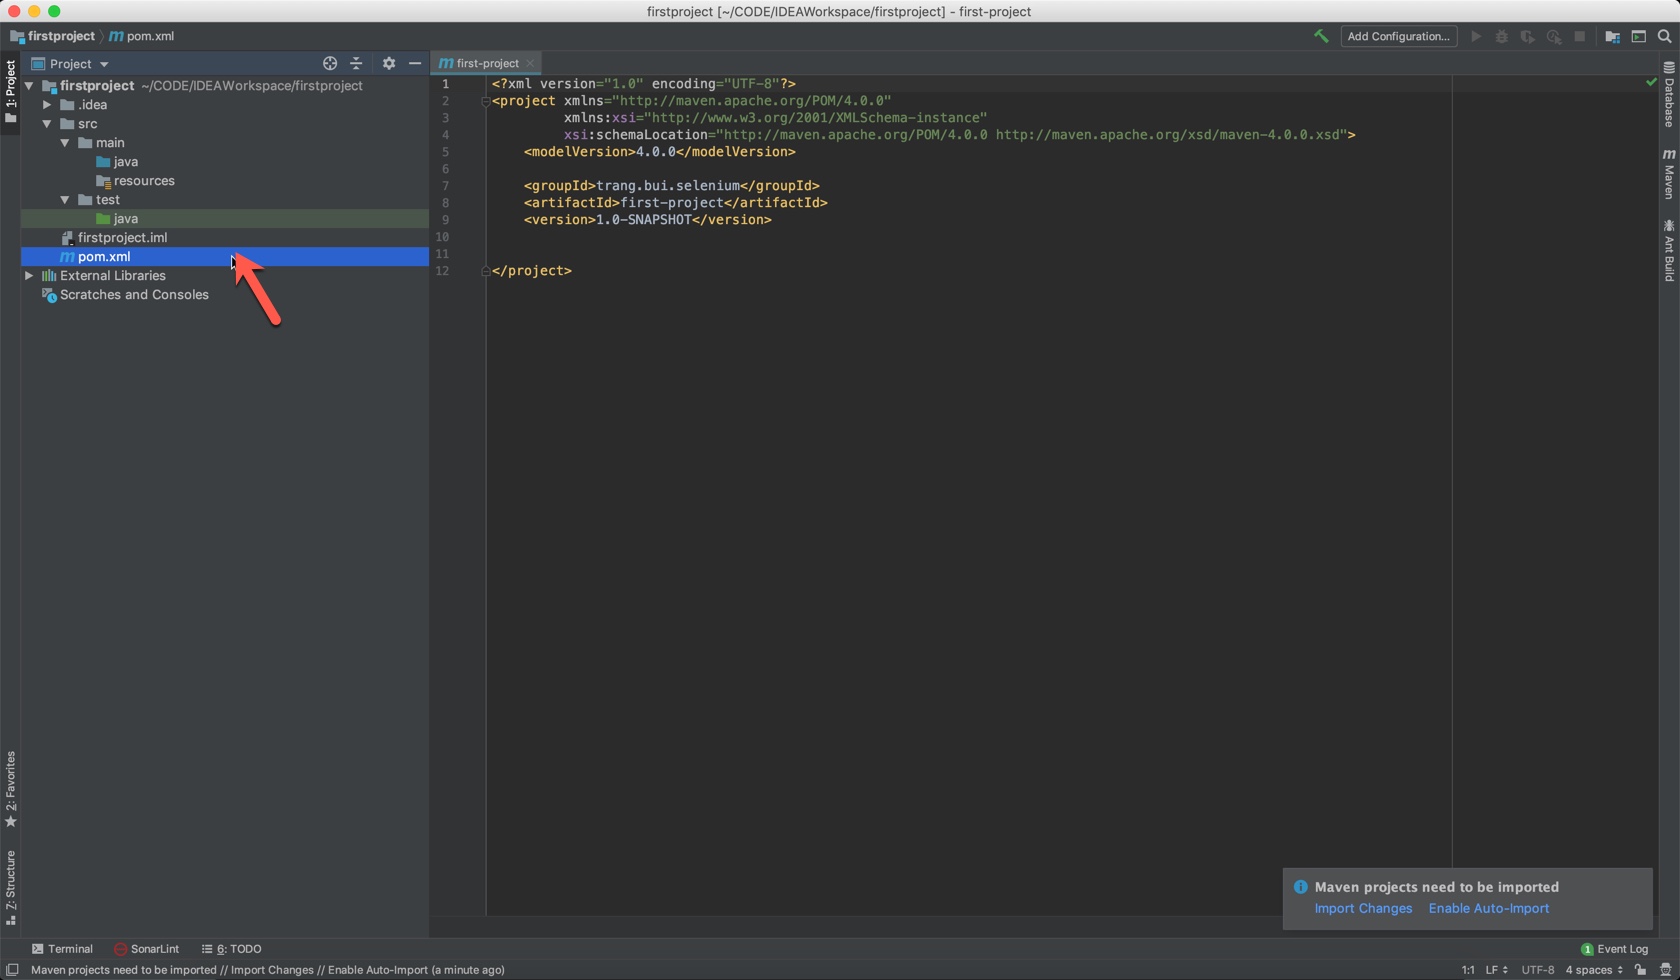 firstproject [~/CODE/IDEAWorkspace/firstproject] - first-project
firstproject
m pom.xml
Add Configuration...
1: Project
Project
firstproject ~/CODE/IDEAWorkspace/firstproject
.idea
src
main
java
resources
test
java
firstproject.iml
m pom.xml
External Libraries
Scratches and Consoles
m first-project
1 <?xml version="1.0" encoding="UTF-8"?>
2 <project xmlns="http://maven.apache.org/POM/4.0.0"
3 xmlns:xsi="http://www.w3.org/2001/XMLSchema-instance"
4 xsi:schemaLocation="http://maven.apache.org/POM/4.0.0 http://maven.apache.org/xsd/maven-4.0.0.xsd">
5 <modelVersion>4.0.0</modelVersion>
6
7 <groupId>trang.bui.selenium</groupId>
8 <artifactId>first-project</artifactId>
9 <version>1.0-SNAPSHOT</version>
10
11
12 </project>
Database
m Maven
Ant Build
2: Favorites
Z: Structure
Maven projects need to be imported
Import Changes Enable Auto-Import
Terminal
SonarLint
6: TODO
1 Event Log
Maven projects need to be imported // Import Changes // Enable Auto-Import (a minute ago)
1:1 LF UTF-8 4 spaces